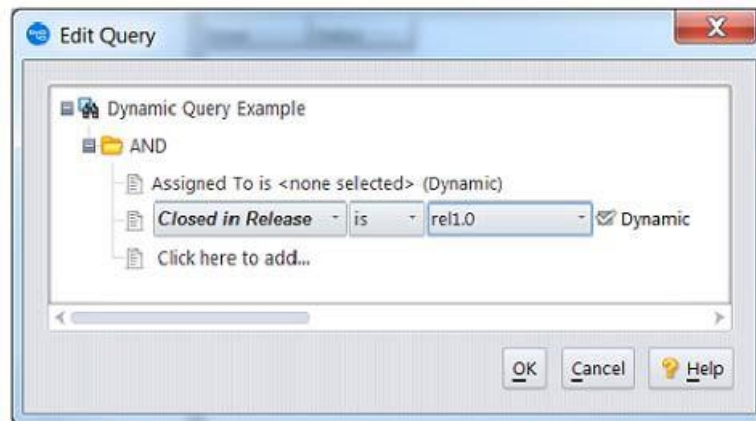 Edit Query
Dynamic Query Example
AND
Assigned To is <none selected> (Dynamic)
Closed in Release is rel1.0 Dynamic
Click here to add...
OK Cancel Help